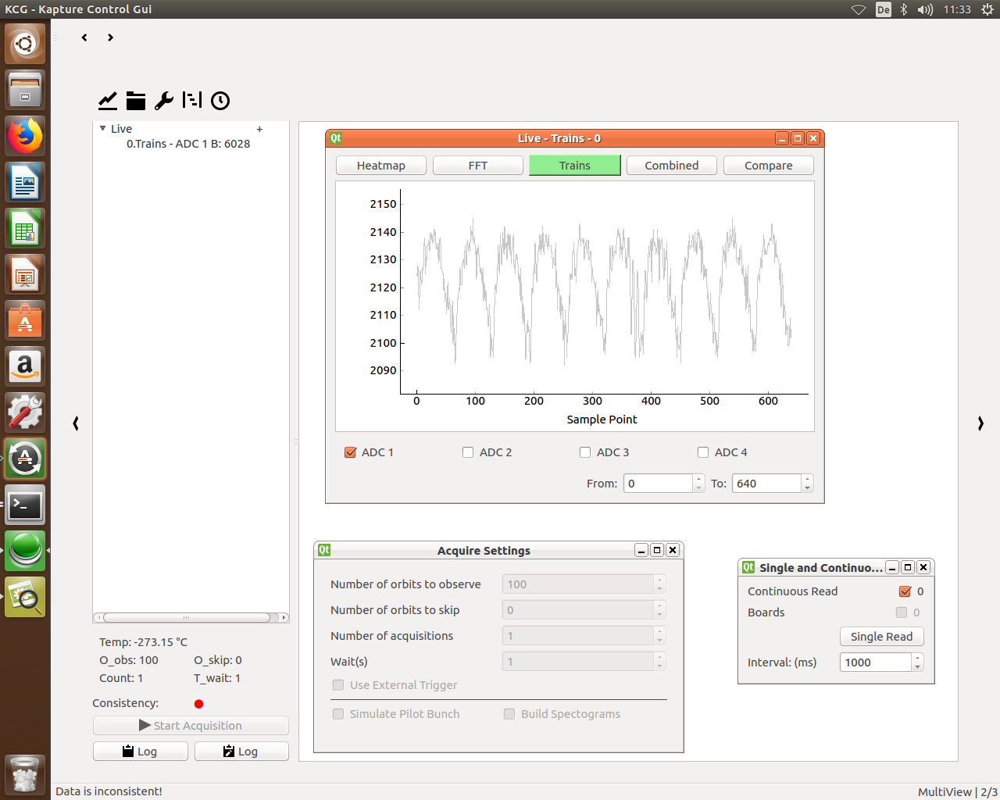 KCG - Kapture Control Gui
De
11:33
Live
+
0.Trains - ADC 1 B: 6028
Qt
Live - Trains - 0
Heatmap
FFT
Trains
Combined
Compare
2150
2140
2130
2120
2110
2100
2090
0
100
200
300
400
500
600
Sample Point
ADC 1
ADC 2
ADC 3
ADC 4
From:
0
To:
640
Qt
Acquire Settings
Number of orbits to observe
100
Number of orbits to skip
0
Number of acquisitions
1
Wait(s)
1
Use External Trigger
Simulate Pilot Bunch
Build Spectograms
Qt
Single and Continuo...
Continuous Read
0
Boards
0
Single Read
Interval: (ms)
1000
Temp: -273.15 °C
O_obs: 100
O_skip: 0
Count: 1
T_wait: 1
Consistency:
Start Acquisition
Log
Log
Data is inconsistent!
MultiView | 2/3